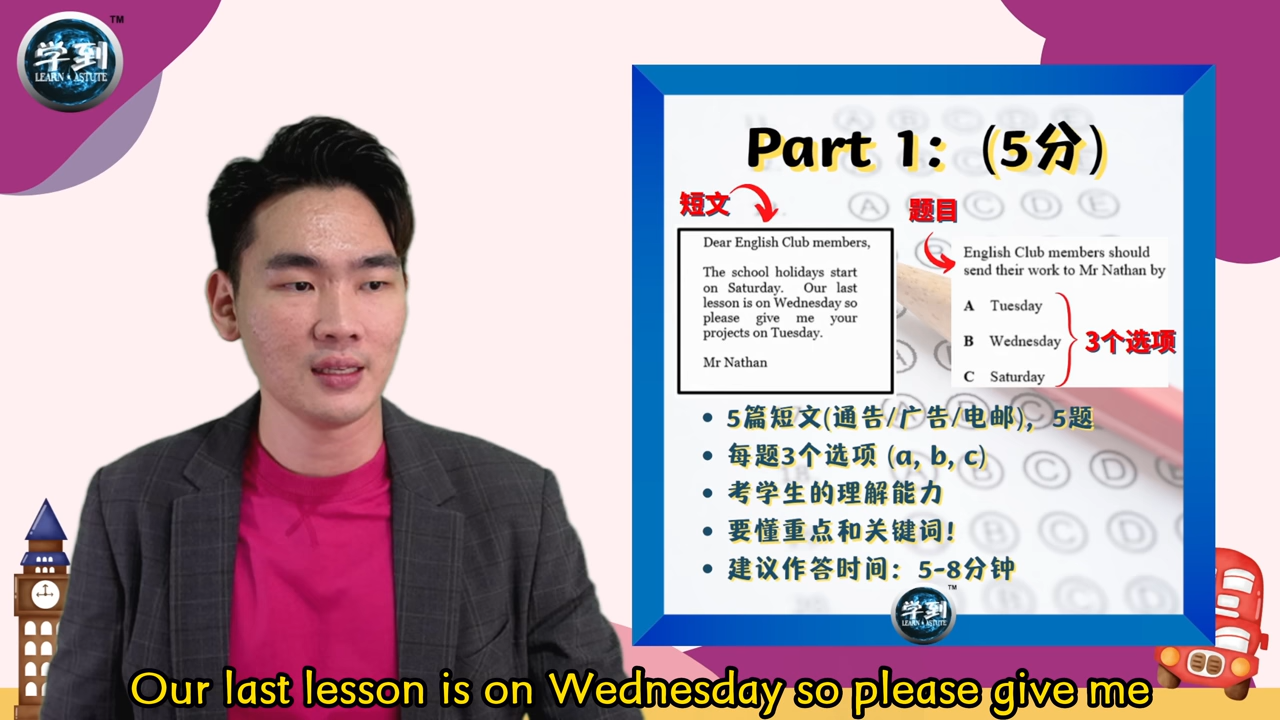 学到
TM
LEARN ASTUTE
Part 1: (5分)
短文
题目
Dear English Club members,
The school holidays start
on Saturday. Our last
lesson is on Wednesday so
please give me your
projects on Tuesday.
Mr Nathan
English Club members should
send their work to Mr Nathan by
A Tuesday
B Wednesday
C Saturday
3个选项
• 5篇短文(通告/广告/电邮), 5题
• 每题3个选项 (a, b, c)
• 考学生的理解能力
• 要懂重点和关键词!
• 建议作答时间: 5-8分钟
学到
TM
LEARN ASTUTE
Our last lesson is on Wednesday so please give me